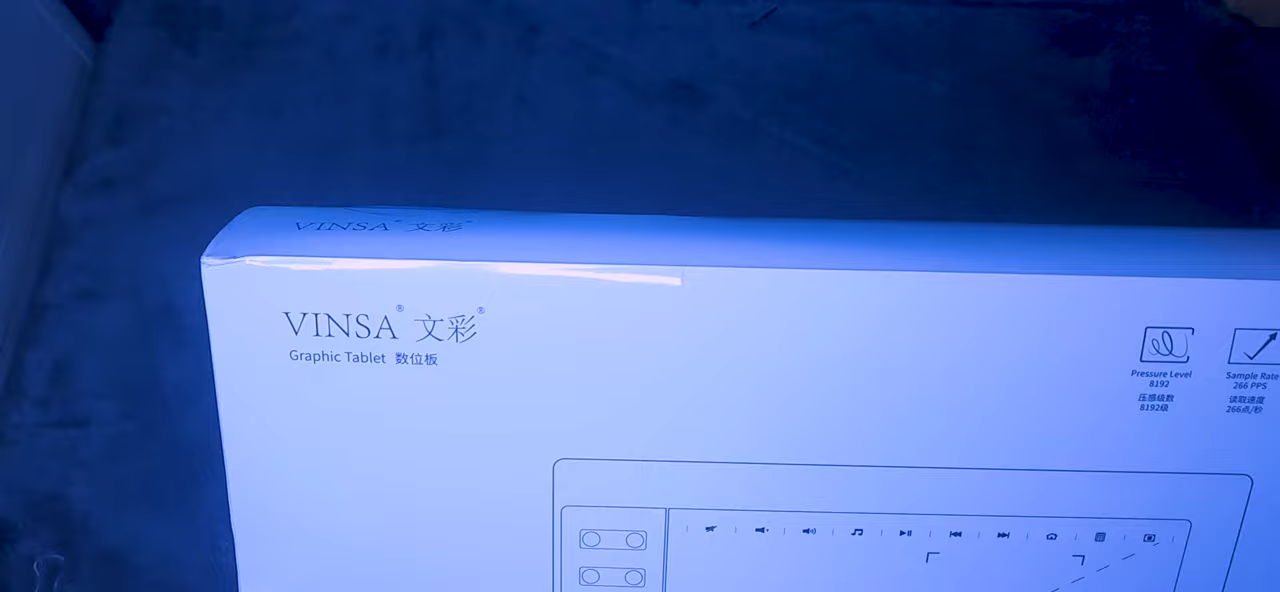 VINSA® 文彩®
VINSA® 文彩®
Graphic Tablet 数位板
Pressure Level
8192
压感级数
8192级
Sample Rate
266 PPS
读取速度
266点/秒